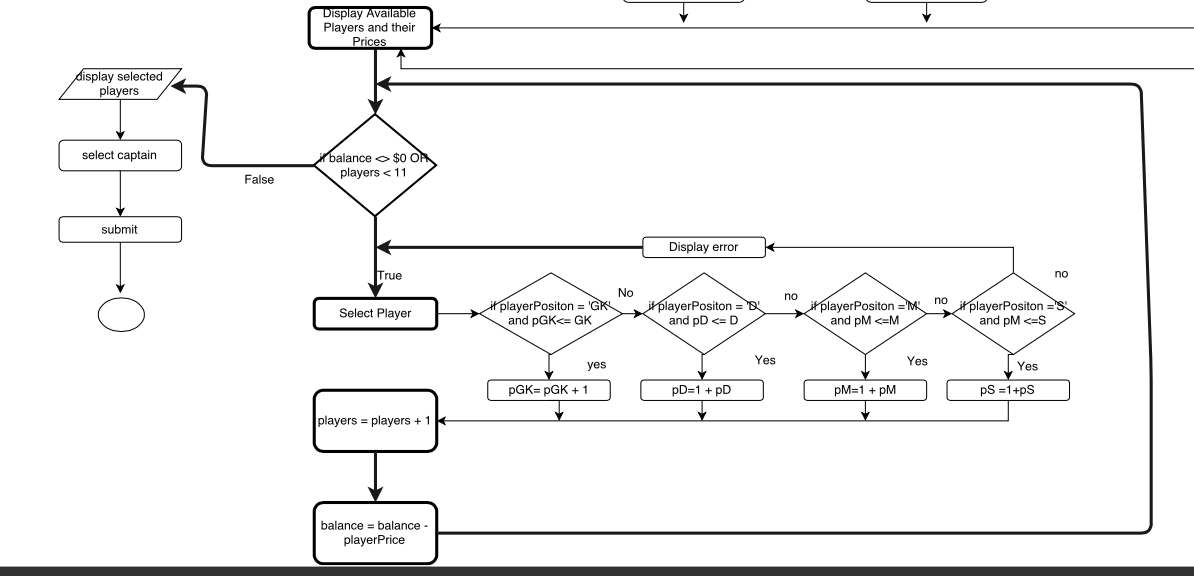 Display Available
Players and their
Prices
display selected
players
select captain
submit
if balance <> $0 OR
players < 11
False
True
Display error
Select Player
if playerPositon = 'GK'
and pGK<= GK
No
if playerPositon = 'D'
and pD <= D
no
if playerPositon ='M'
and pM <=M
no
if playerPositon ='S'
and pM <=S
no
yes
Yes
Yes
Yes
pGK= pGK + 1
pD=1 + pD
pM=1 + pM
pS =1+pS
players = players + 1
balance = balance -
playerPrice